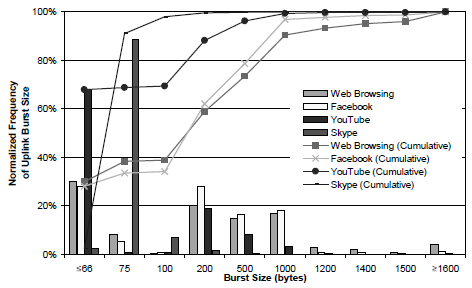 100%
80%
60%
40%
20%
0%
Normalized Frequency
of Uplink Burst Size
Web Browsing
Facebook
YouTube
Skype
Web Browsing (Cumulative)
Facebook (Cumulative)
YouTube (Cumulative)
Skype (Cumulative)
≤66 75 100 200 500 1000 1200 1400 1500 ≥1600
Burst Size (bytes)